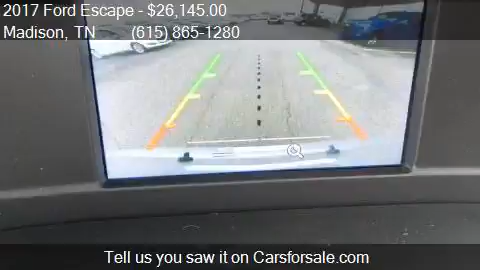 2017 Ford Escape - $26,145.00
Madison, TN (615) 865-1280
Tell us you saw it on Carsforsale.com